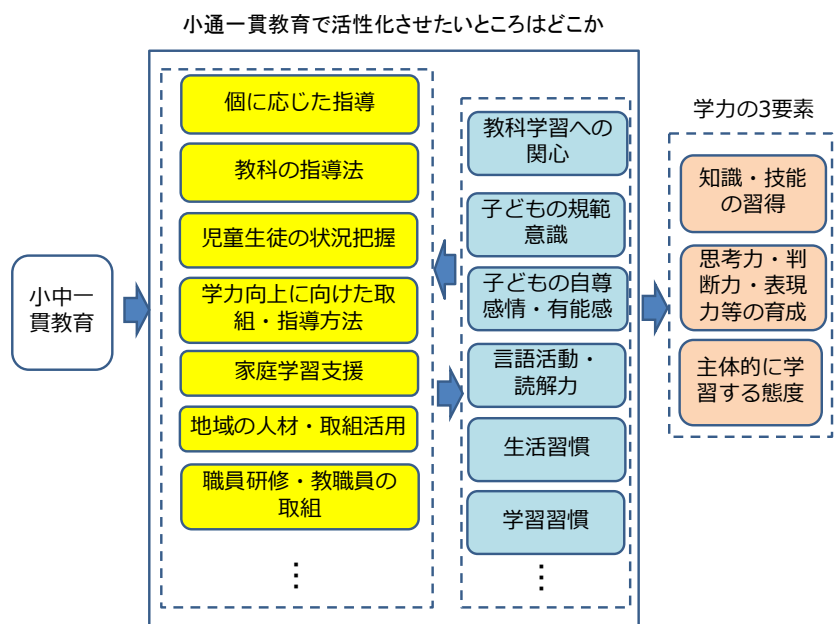 小通一貫教育で活性化させたいところはどこか
小中一
貫教育
個に応じた指導
教科の指導法
児童生徒の状況把握
学力向上に向けた取
組・指導方法
家庭学習支援
地域の人材・取組活用
職員研修・教職員の
取組
⋮
教科学習への
関心
子どもの規範
意識
子どもの自尊
感情・有能感
言語活動・
読解力
生活習慣
学習習慣
⋮
学力の3要素
知識・技能
の習得
思考力・判
断力・表現
力等の育成
主体的に学
習する態度